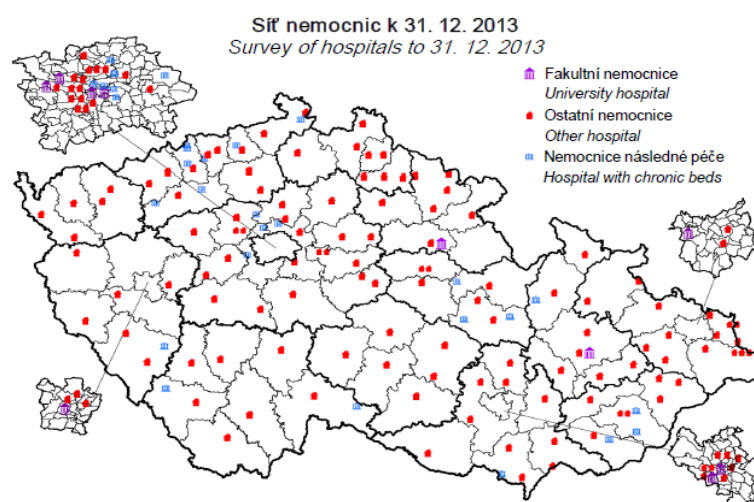 Síť nemocnic k 31. 12. 2013
Survey of hospitals to 31. 12. 2013
Fakultní nemocnice
University hospital
Ostatní nemocnice
Other hospital
Nemocnice následné péče
Hospital with chronic beds